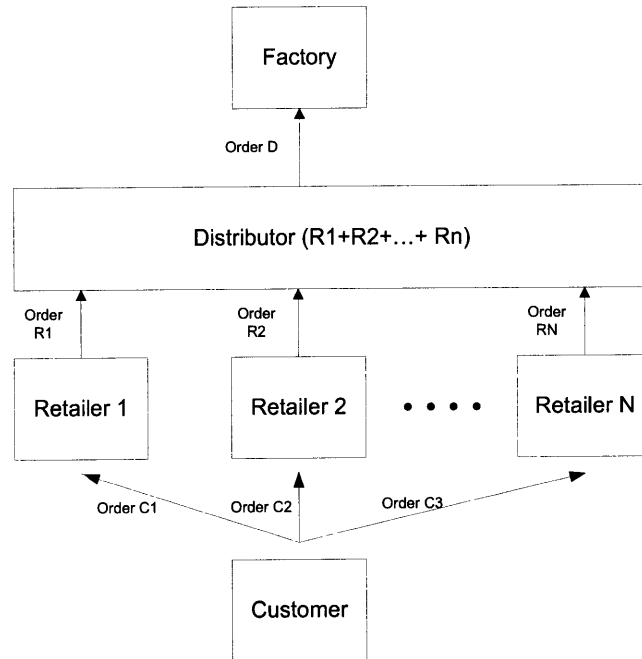 Factory
Order D
Distributor (R1+R2+...+ Rn)
Order
R1
Order
R2
Order
RN
Retailer 1
Retailer 2
Retailer N
Order C1
Order C2
Order C3
Customer